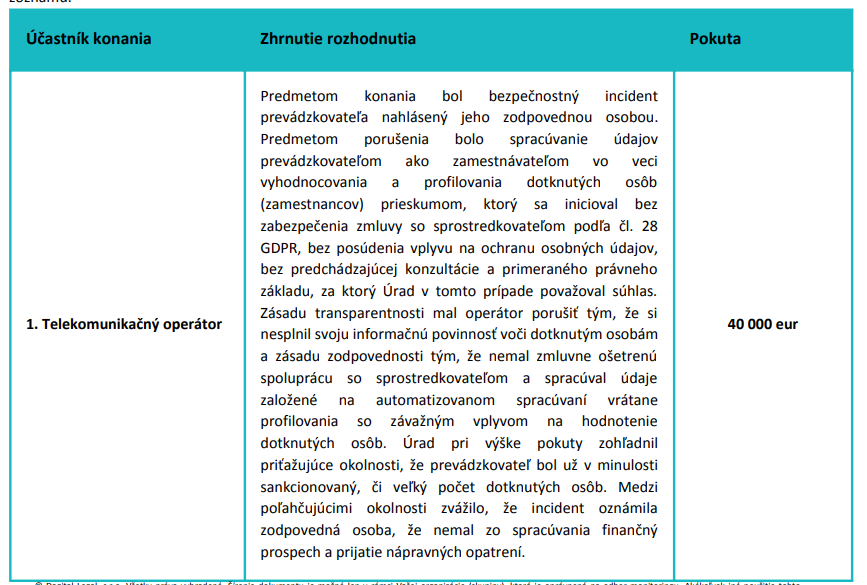 Účastník konania
Zhrnutie rozhodnutia
Pokuta
1. Telekomunikačný operátor
Predmetom konania bol bezpečnostný incident
prevádzkovateľa nahlásený jeho zodpovednou osobou.
Predmetom porušenia bolo spracúvanie údajov
prevádzkovateľom ako zamestnávateľom vo veci
vyhodnocovania a profilovania dotknutých osôb
(zamestnancov) prieskumom, ktorý sa inicioval bez
zabezpečenia zmluvy so sprostredkovateľom podľa čl. 28
GDPR, bez posúdenia vplyvu na ochranu osobných údajov,
bez predchádzajúcej konzultácie a primeraného právneho
základu, za ktorý Úrad v tomto prípade považoval súhlas.
Zásadu transparentnosti mal operátor porušiť tým, že si
nesplnil svoju informačnú povinnosť voči dotknutým osobám
a zásadu zodpovednosti tým, že nemal zmluvne ošetrenú
spoluprácu so sprostredkovateľom a spracúval údaje
založené na automatizovanom spracúvaní vrátane
profilovania so závažným vplyvom na hodnotenie
dotknutých osôb. Úrad pri výške pokuty zohľadnil
priťažujúce okolnosti, že prevádzkovateľ bol už v minulosti
sankcionovaný, či veľký počet dotknutých osôb. Medzi
poľahčujúcimi okolnosti zvážilo, že incident oznámila
zodpovedná osoba, že nemal zo spracúvania finančný
prospech a prijatie nápravných opatrení.
40 000 eur